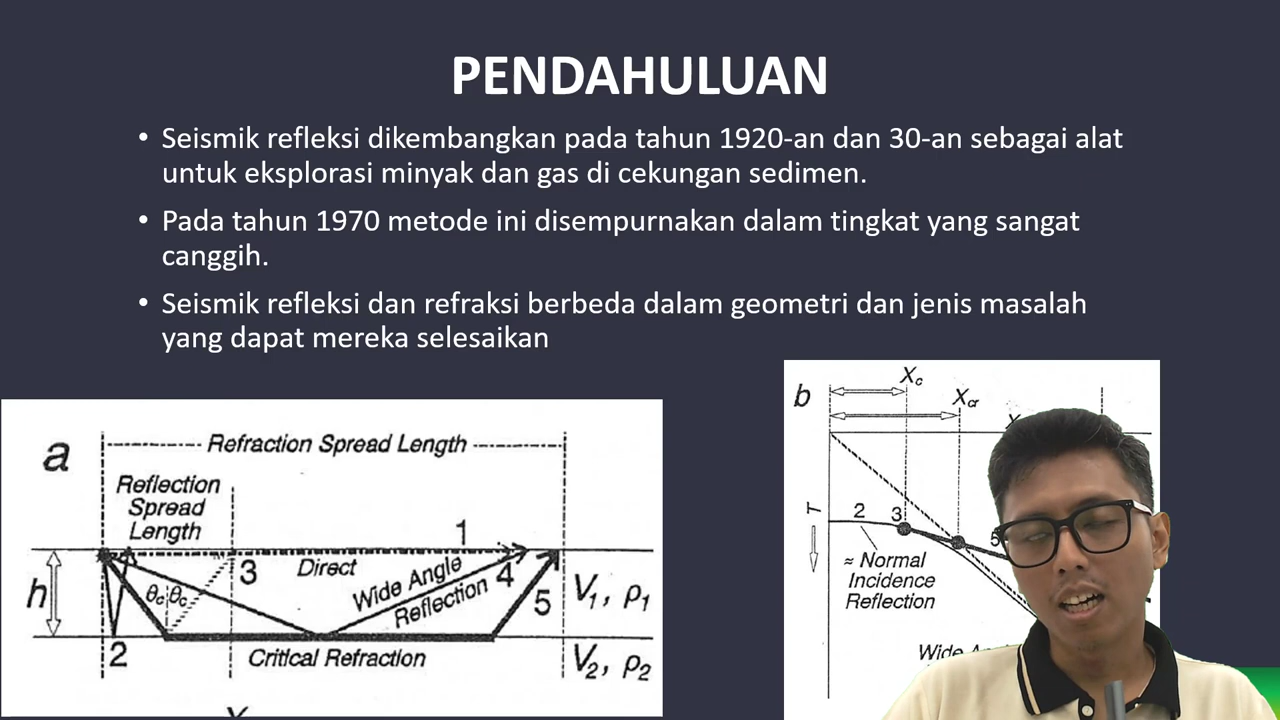 PENDAHULUAN
• Seismik refleksi dikembangkan pada tahun 1920-an dan 30-an sebagai alat
untuk eksplorasi minyak dan gas di cekungan sedimen.
• Pada tahun 1970 metode ini disempurnakan dalam tingkat yang sangat
canggih.
• Seismik refleksi dan refraksi berbeda dalam geometri dan jenis masalah
yang dapat mereka selesaikan
a
Refraction Spread Length
Reflection
Spread
Length
1
3
Direct
Wide Angle
Reflection
4
5
h
θc θc
V1, ρ1
2
Critical Refraction
V2, ρ2
b
Xc
Xcr
T
2
3
5
≈ Normal
Incidence
Reflection
Wide